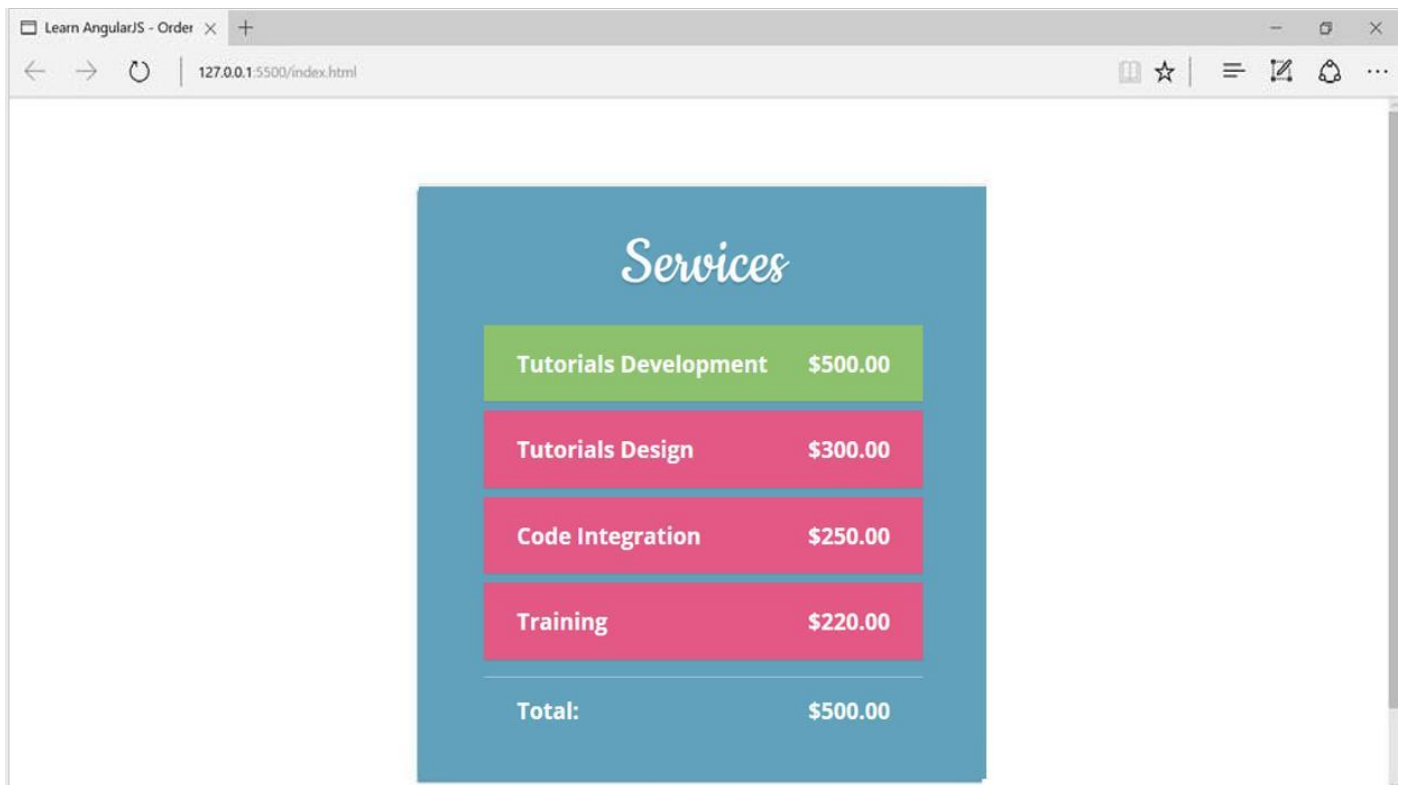 Learn AngularJS - Order
127.0.0.1:5500/index.html
Services
Tutorials Development $500.00
Tutorials Design $300.00
Code Integration $250.00
Training $220.00
Total: $500.00